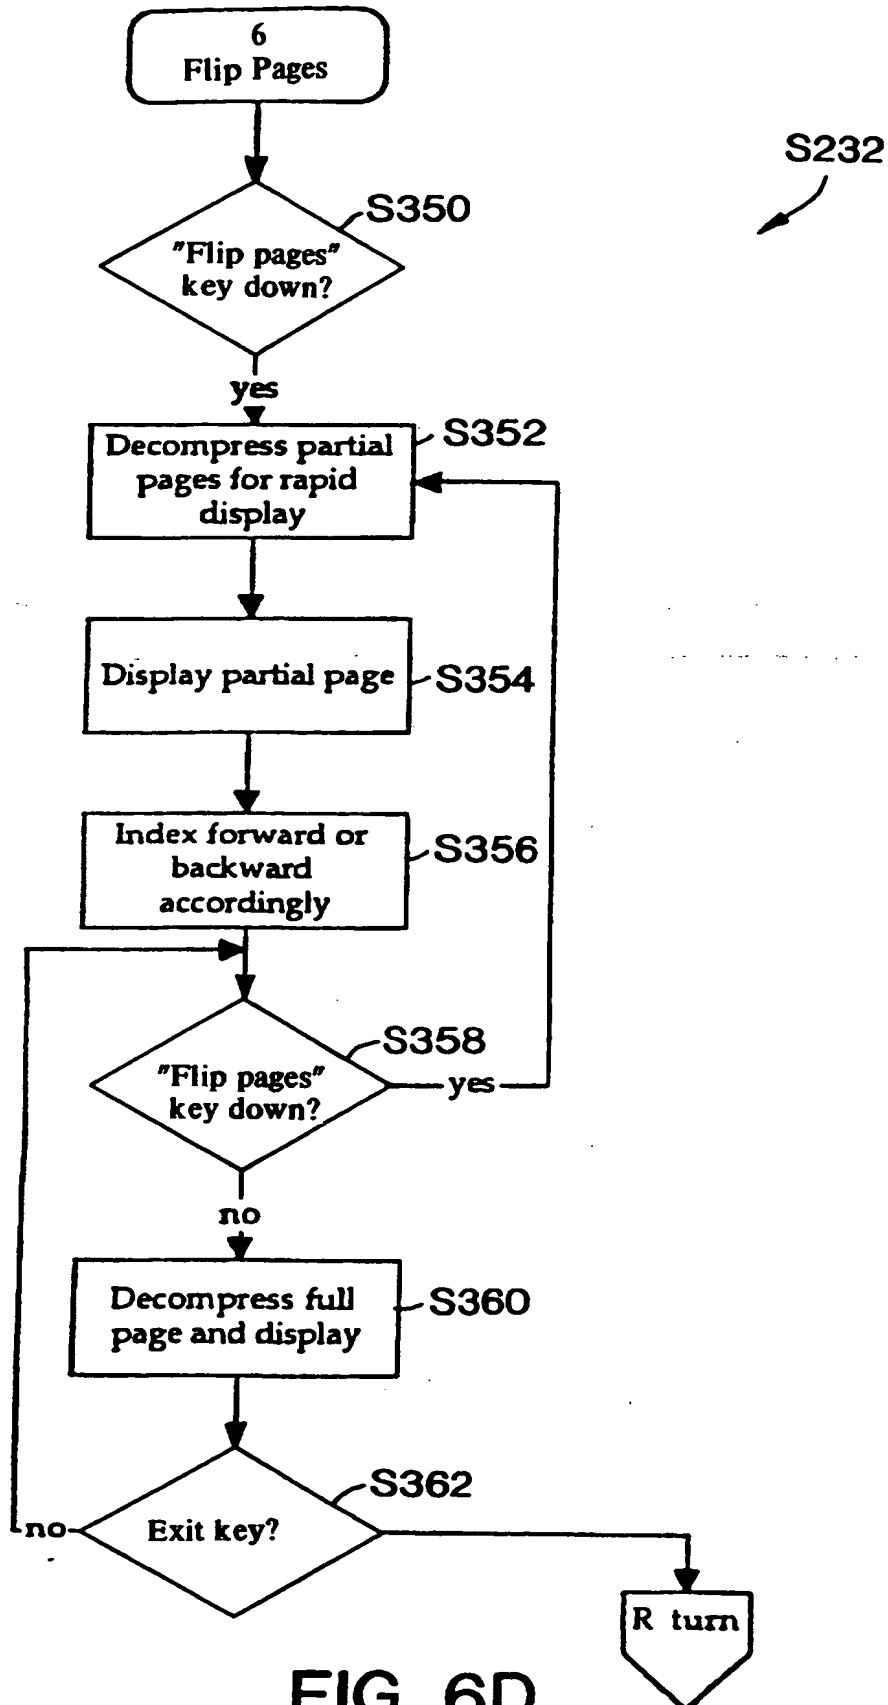 6
Flip Pages
S232
S350
"Flip pages"
key down?
yes
S352
Decompress partial
pages for rapid
display
Display partial page
S354
Index forward or
backward
accordingly
S356
S358
"Flip pages"
key down?
yes
no
Decompress full
page and display
S360
S362
Exit key?
no
R turn
FIG. 6D